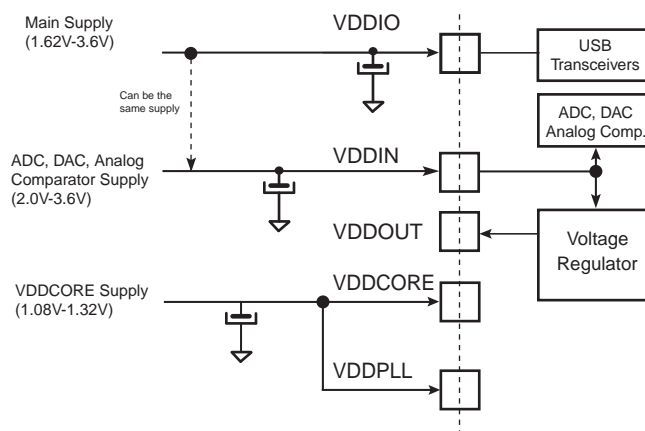 Main Supply
(1.62V-3.6V)
VDDIO
USB
Transceivers
Can be the
same supply
ADC, DAC
Analog Comp.
ADC, DAC, Analog
Comparator Supply
(2.0V-3.6V)
VDDIN
VDDOUT
Voltage
Regulator
VDDCORE Supply
(1.08V-1.32V)
VDDCORE
VDDPLL